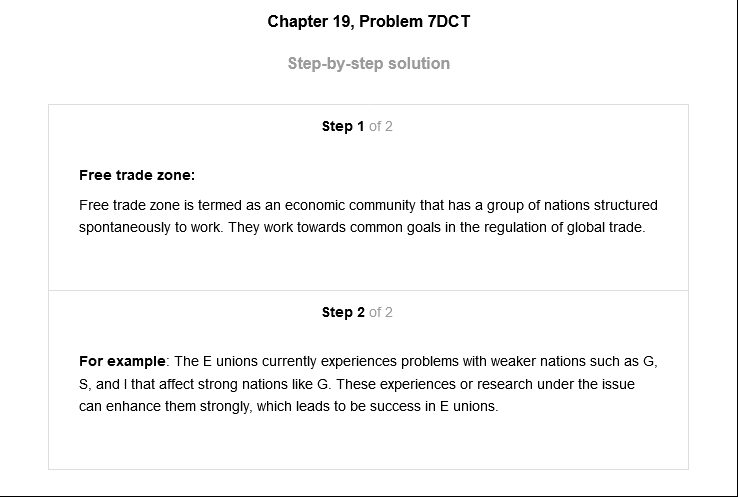 Chapter 19, Problem 7DCT
Step-by-step solution
Step 1 of 2
Free trade zone:
Free trade zone is termed as an economic community that has a group of nations structured
spontaneously to work. They work towards common goals in the regulation of global trade.
Step 2 of 2
For example: The E unions currently experiences problems with weaker nations such as G,
S, and I that affect strong nations like G. These experiences or research under the issue
can enhance them strongly, which leads to be success in E unions.